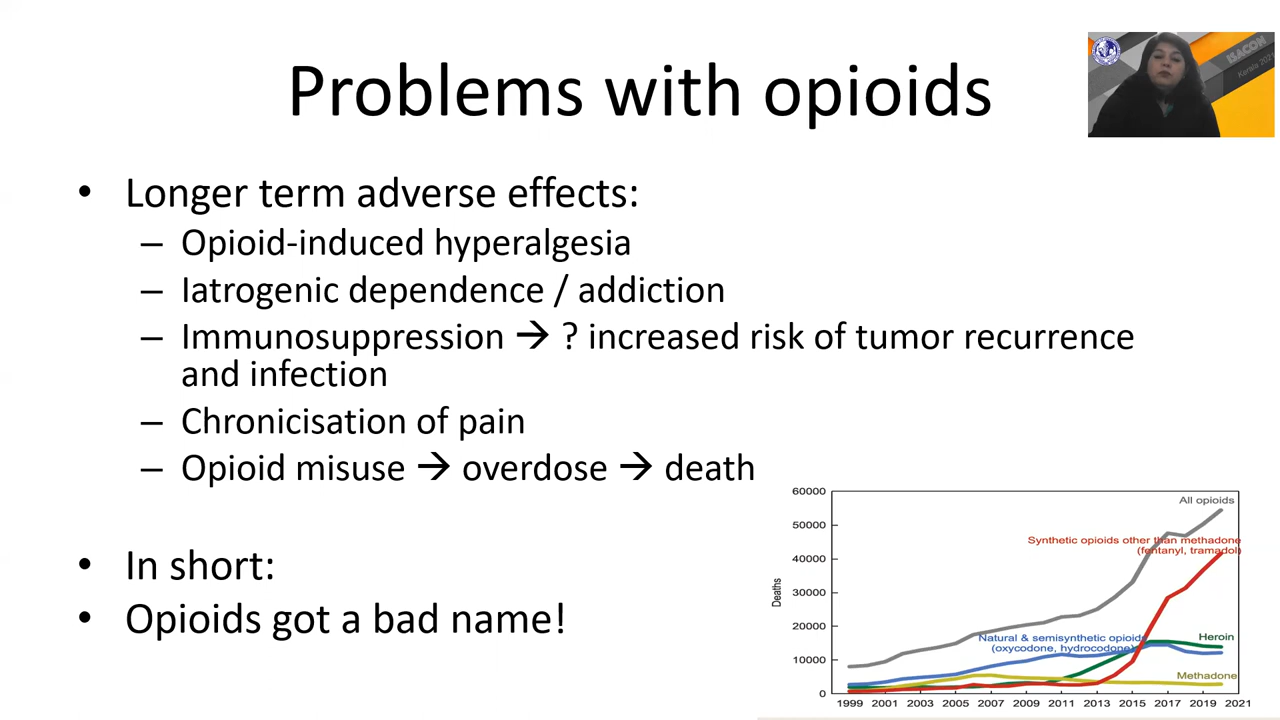 Problems with opioids
ISACON
Kerala 2021
• Longer term adverse effects:
– Opioid-induced hyperalgesia
– Iatrogenic dependence / addiction
– Immunosuppression → ? increased risk of tumor recurrence
and infection
– Chronicisation of pain
– Opioid misuse → overdose → death
• In short:
• Opioids got a bad name!
60000
50000
40000
30000
20000
10000
0
Deaths
All opioids
Synthetic opioids other than methadone
(fentanyl, tramadol)
Natural & semisynthetic opioids
(oxycodone, hydrocodone)
Heroin
Methadone
1999 2001 2003 2005 2007 2009 2011 2013 2015 2017 2019 2021